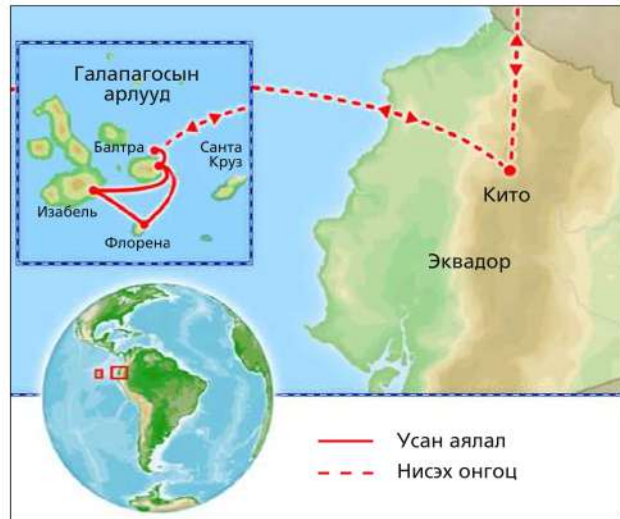 Галапагосын
арлууд
Балтра
Санта
Круз
Изабель
Флорена
Кито
Эквадор
Усан аялал
Нисэх онгоц